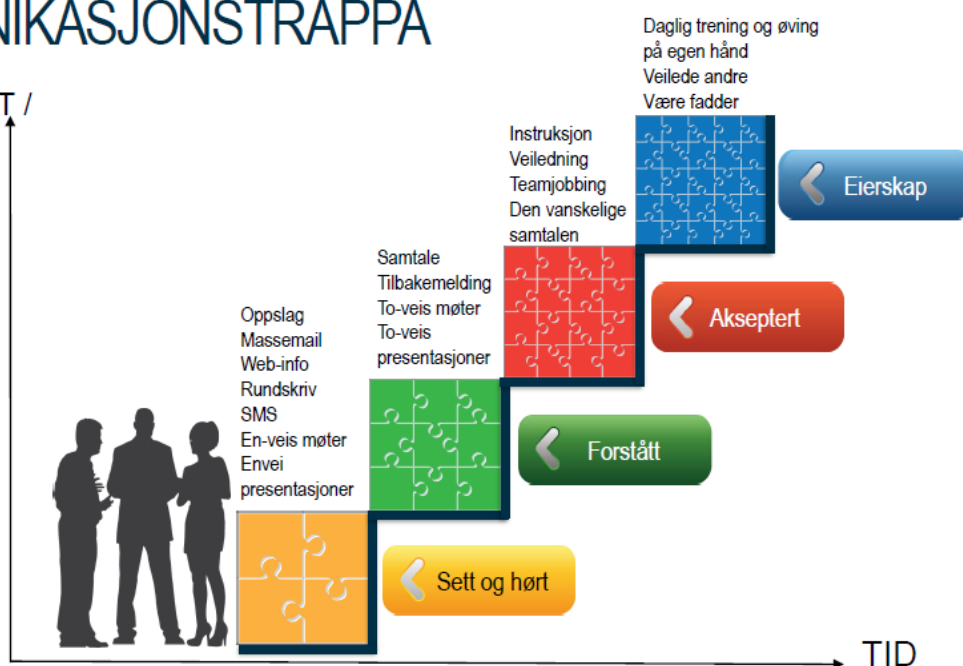 NIKASJONSTRAPPA
T /
Daglig trening og øving
på egen hånd
Veilede andre
Være fadder
Eierskap
Instruksjon
Veiledning
Teamjobbing
Den vanskelige
samtalen
Akseptert
Samtale
Tilbakemelding
To-veis møter
To-veis
presentasjoner
Forstått
Oppslag
Massemail
Web-info
Rundskriv
SMS
En-veis møter
Envei
presentasjoner
Sett og hørt
TID